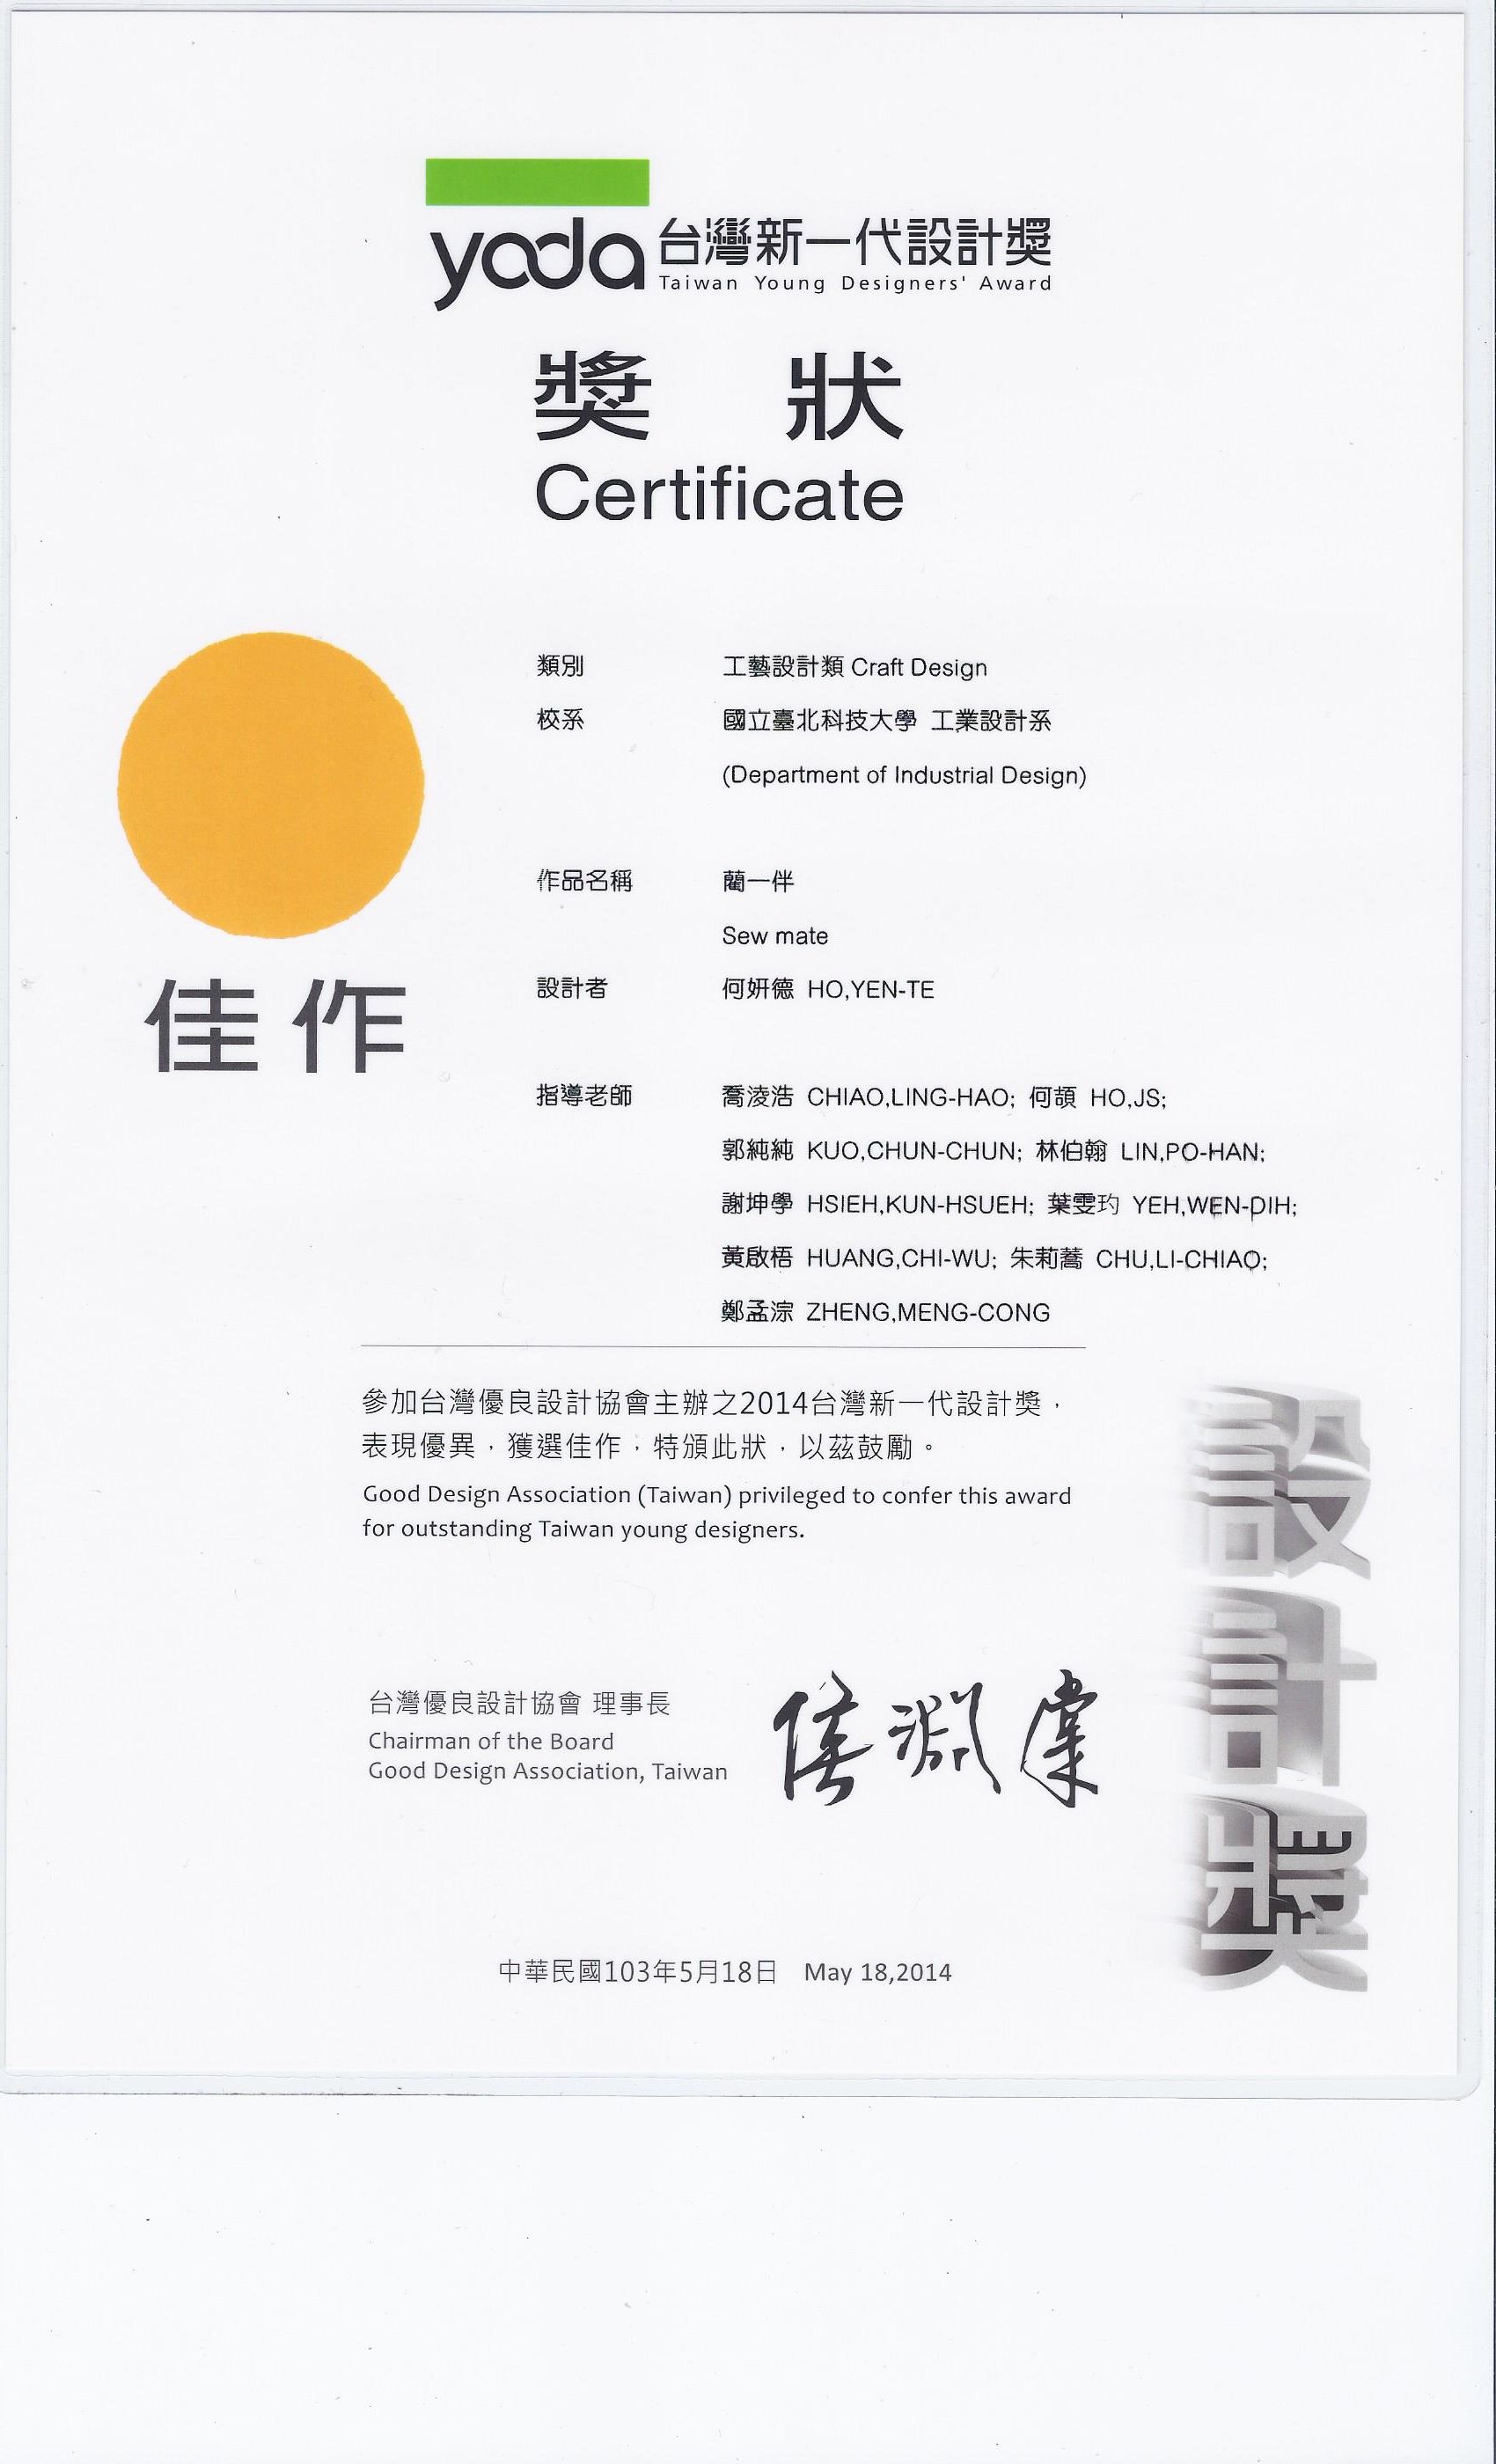 yoda 台灣新一代設計獎
Taiwan Young Designers' Award
獎 狀
Certificate
佳作
類別 工藝設計類 Craft Design
校系 國立臺北科技大學 工業設計系
(Department of Industrial Design)
作品名稱 藺一伴
Sew mate
設計者 何妍德 HO,YEN-TE
指導老師 喬淩浩 CHIAO,LING-HAO; 何頡 HO,JS;
郭純純 KUO,CHUN-CHUN; 林伯翰 LIN,PO-HAN;
謝坤學 HSIEH,KUN-HSUEH; 葉雯玓 YEH,WEN-DIH;
黃啟梧 HUANG,CHI-WU; 朱莉蕎 CHU,LI-CHIAO;
鄭孟淙 ZHENG,MENG-CONG
參加台灣優良設計協會主辦之2014台灣新一代設計獎，
表現優異，獲選佳作，特頒此狀，以茲鼓勵。
Good Design Association (Taiwan) privileged to confer this award
for outstanding Taiwan young designers.
台灣優良設計協會 理事長
Chairman of the Board
Good Design Association, Taiwan
中華民國103年5月18日 May 18,2014
設計獎